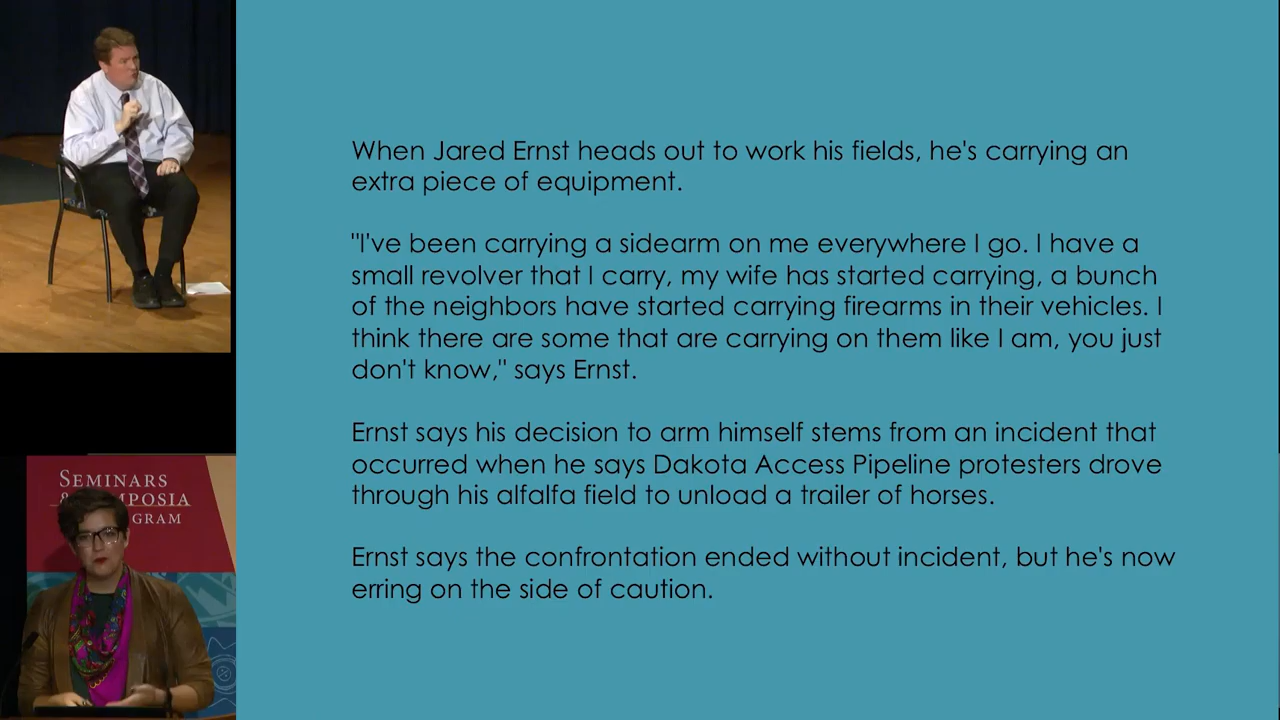 SEMINARS
& SYMPOSIA
GRAM
When Jared Ernst heads out to work his fields, he's carrying an
extra piece of equipment.
"I've been carrying a sidearm on me everywhere I go. I have a
small revolver that I carry, my wife has started carrying, a bunch
of the neighbors have started carrying firearms in their vehicles. I
think there are some that are carrying on them like I am, you just
don't know," says Ernst.
Ernst says his decision to arm himself stems from an incident that
occurred when he says Dakota Access Pipeline protesters drove
through his alfalfa field to unload a trailer of horses.
Ernst says the confrontation ended without incident, but he's now
erring on the side of caution.